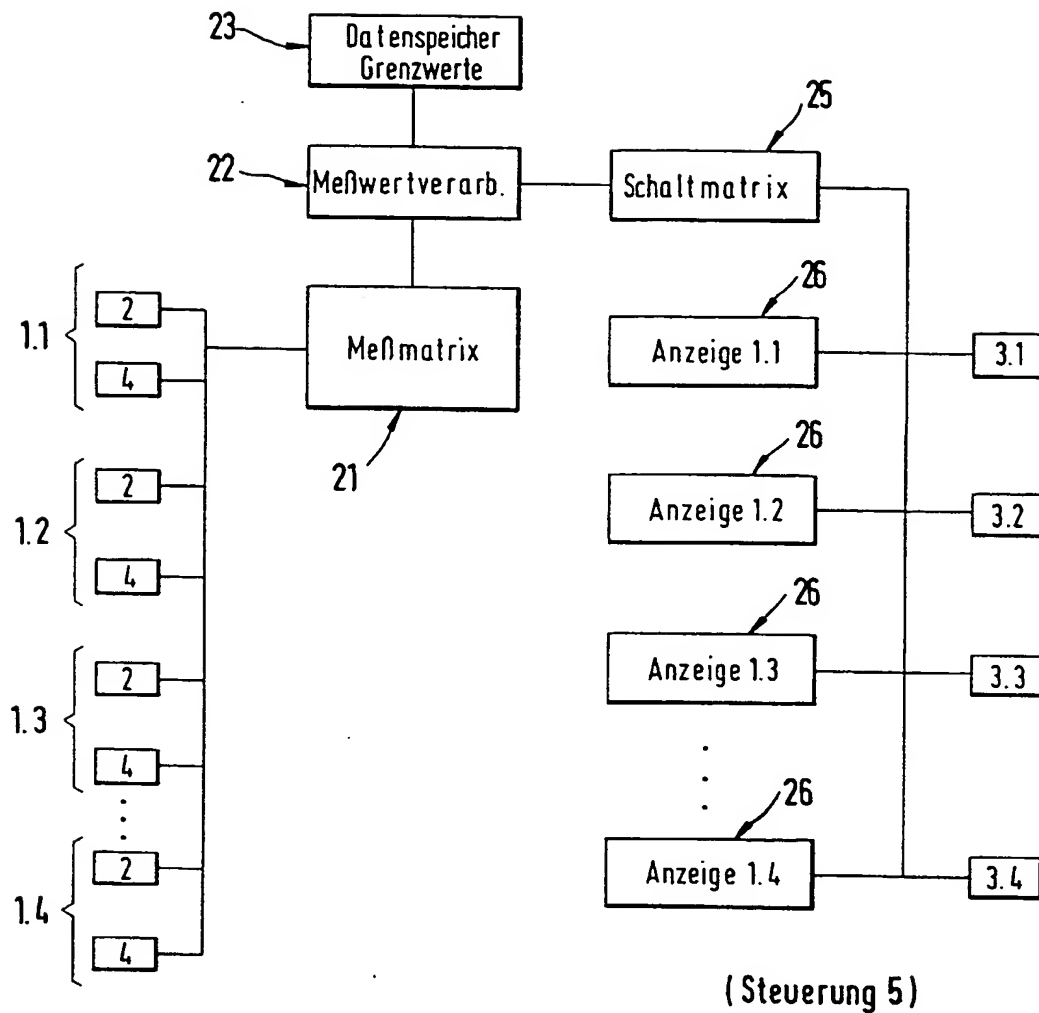 23
Datenspeicher
Grenzwerte
25
22
Meßwertverarb.
Schaltmatrix
1.1
2
4
Meßmatrix
21
26
Anzeige 1.1
3.1
1.2
2
4
26
Anzeige 1.2
3.2
1.3
2
4
26
Anzeige 1.3
3.3
1.4
2
4
26
Anzeige 1.4
3.4
(Steuerung 5)